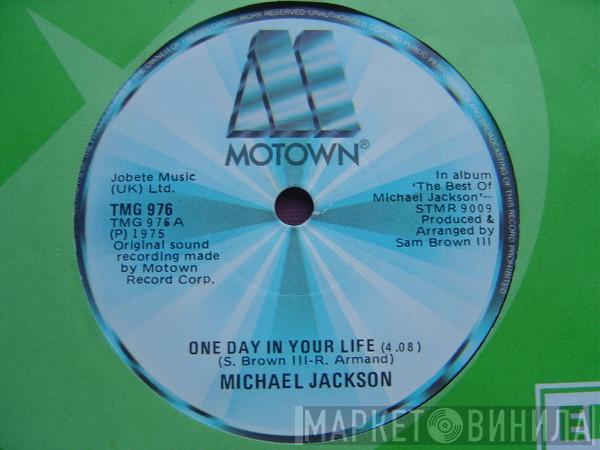 MOTOWN®
Jobete Music
(UK) Ltd.
TMG 976
TMG 976 A
(P) 1975
Original sound
recording made
by Motown
Record Corp.
In album
'The Best Of
Michael Jackson'—
STMR 9009
Produced &
Arranged by
Sam Brown III
ONE DAY IN YOUR LIFE (4.08)
(S. Brown III-R. Armand)
MICHAEL JACKSON
МАРКЕТОВИНИЛА